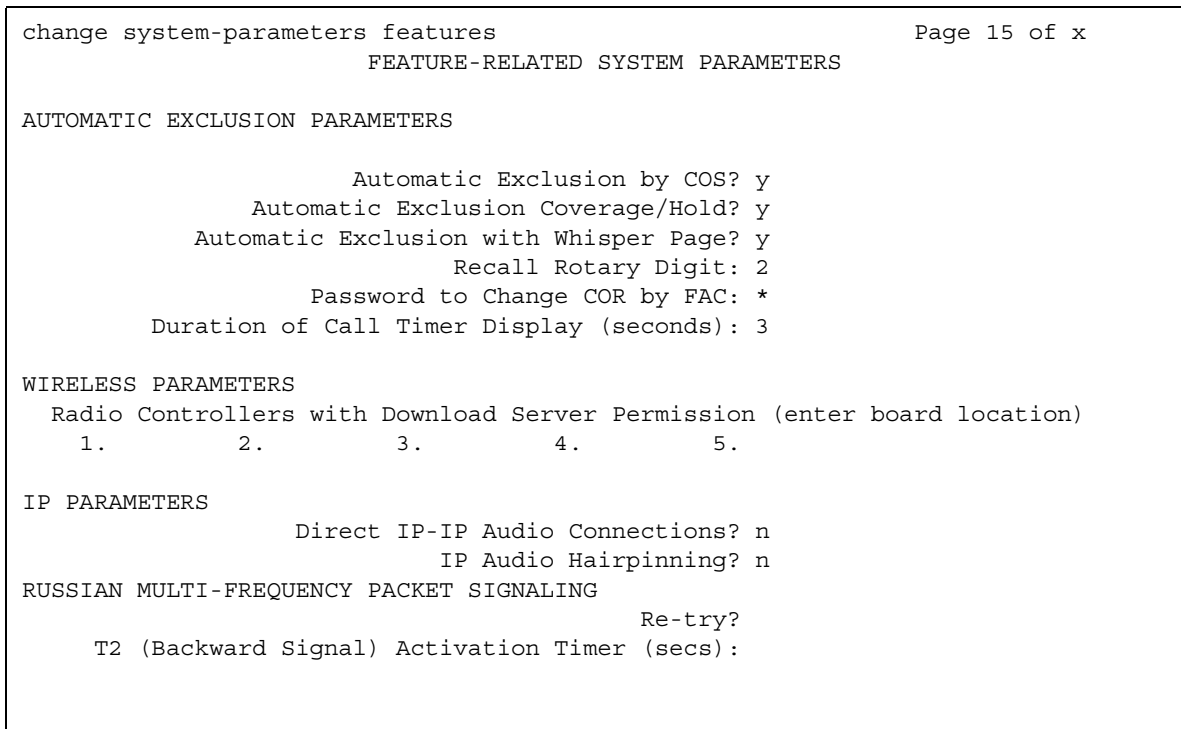 change system-parameters features Page 15 of x
FEATURE-RELATED SYSTEM PARAMETERS
AUTOMATIC EXCLUSION PARAMETERS
Automatic Exclusion by COS? y
Automatic Exclusion Coverage/Hold? y
Automatic Exclusion with Whisper Page? y
Recall Rotary Digit: 2
Password to Change COR by FAC: *
Duration of Call Timer Display (seconds): 3
WIRELESS PARAMETERS
Radio Controllers with Download Server Permission (enter board location)
1. 2. 3. 4. 5.
IP PARAMETERS
Direct IP-IP Audio Connections? n
IP Audio Hairpinning? n
RUSSIAN MULTI-FREQUENCY PACKET SIGNALING
Re-try?
T2 (Backward Signal) Activation Timer (secs):